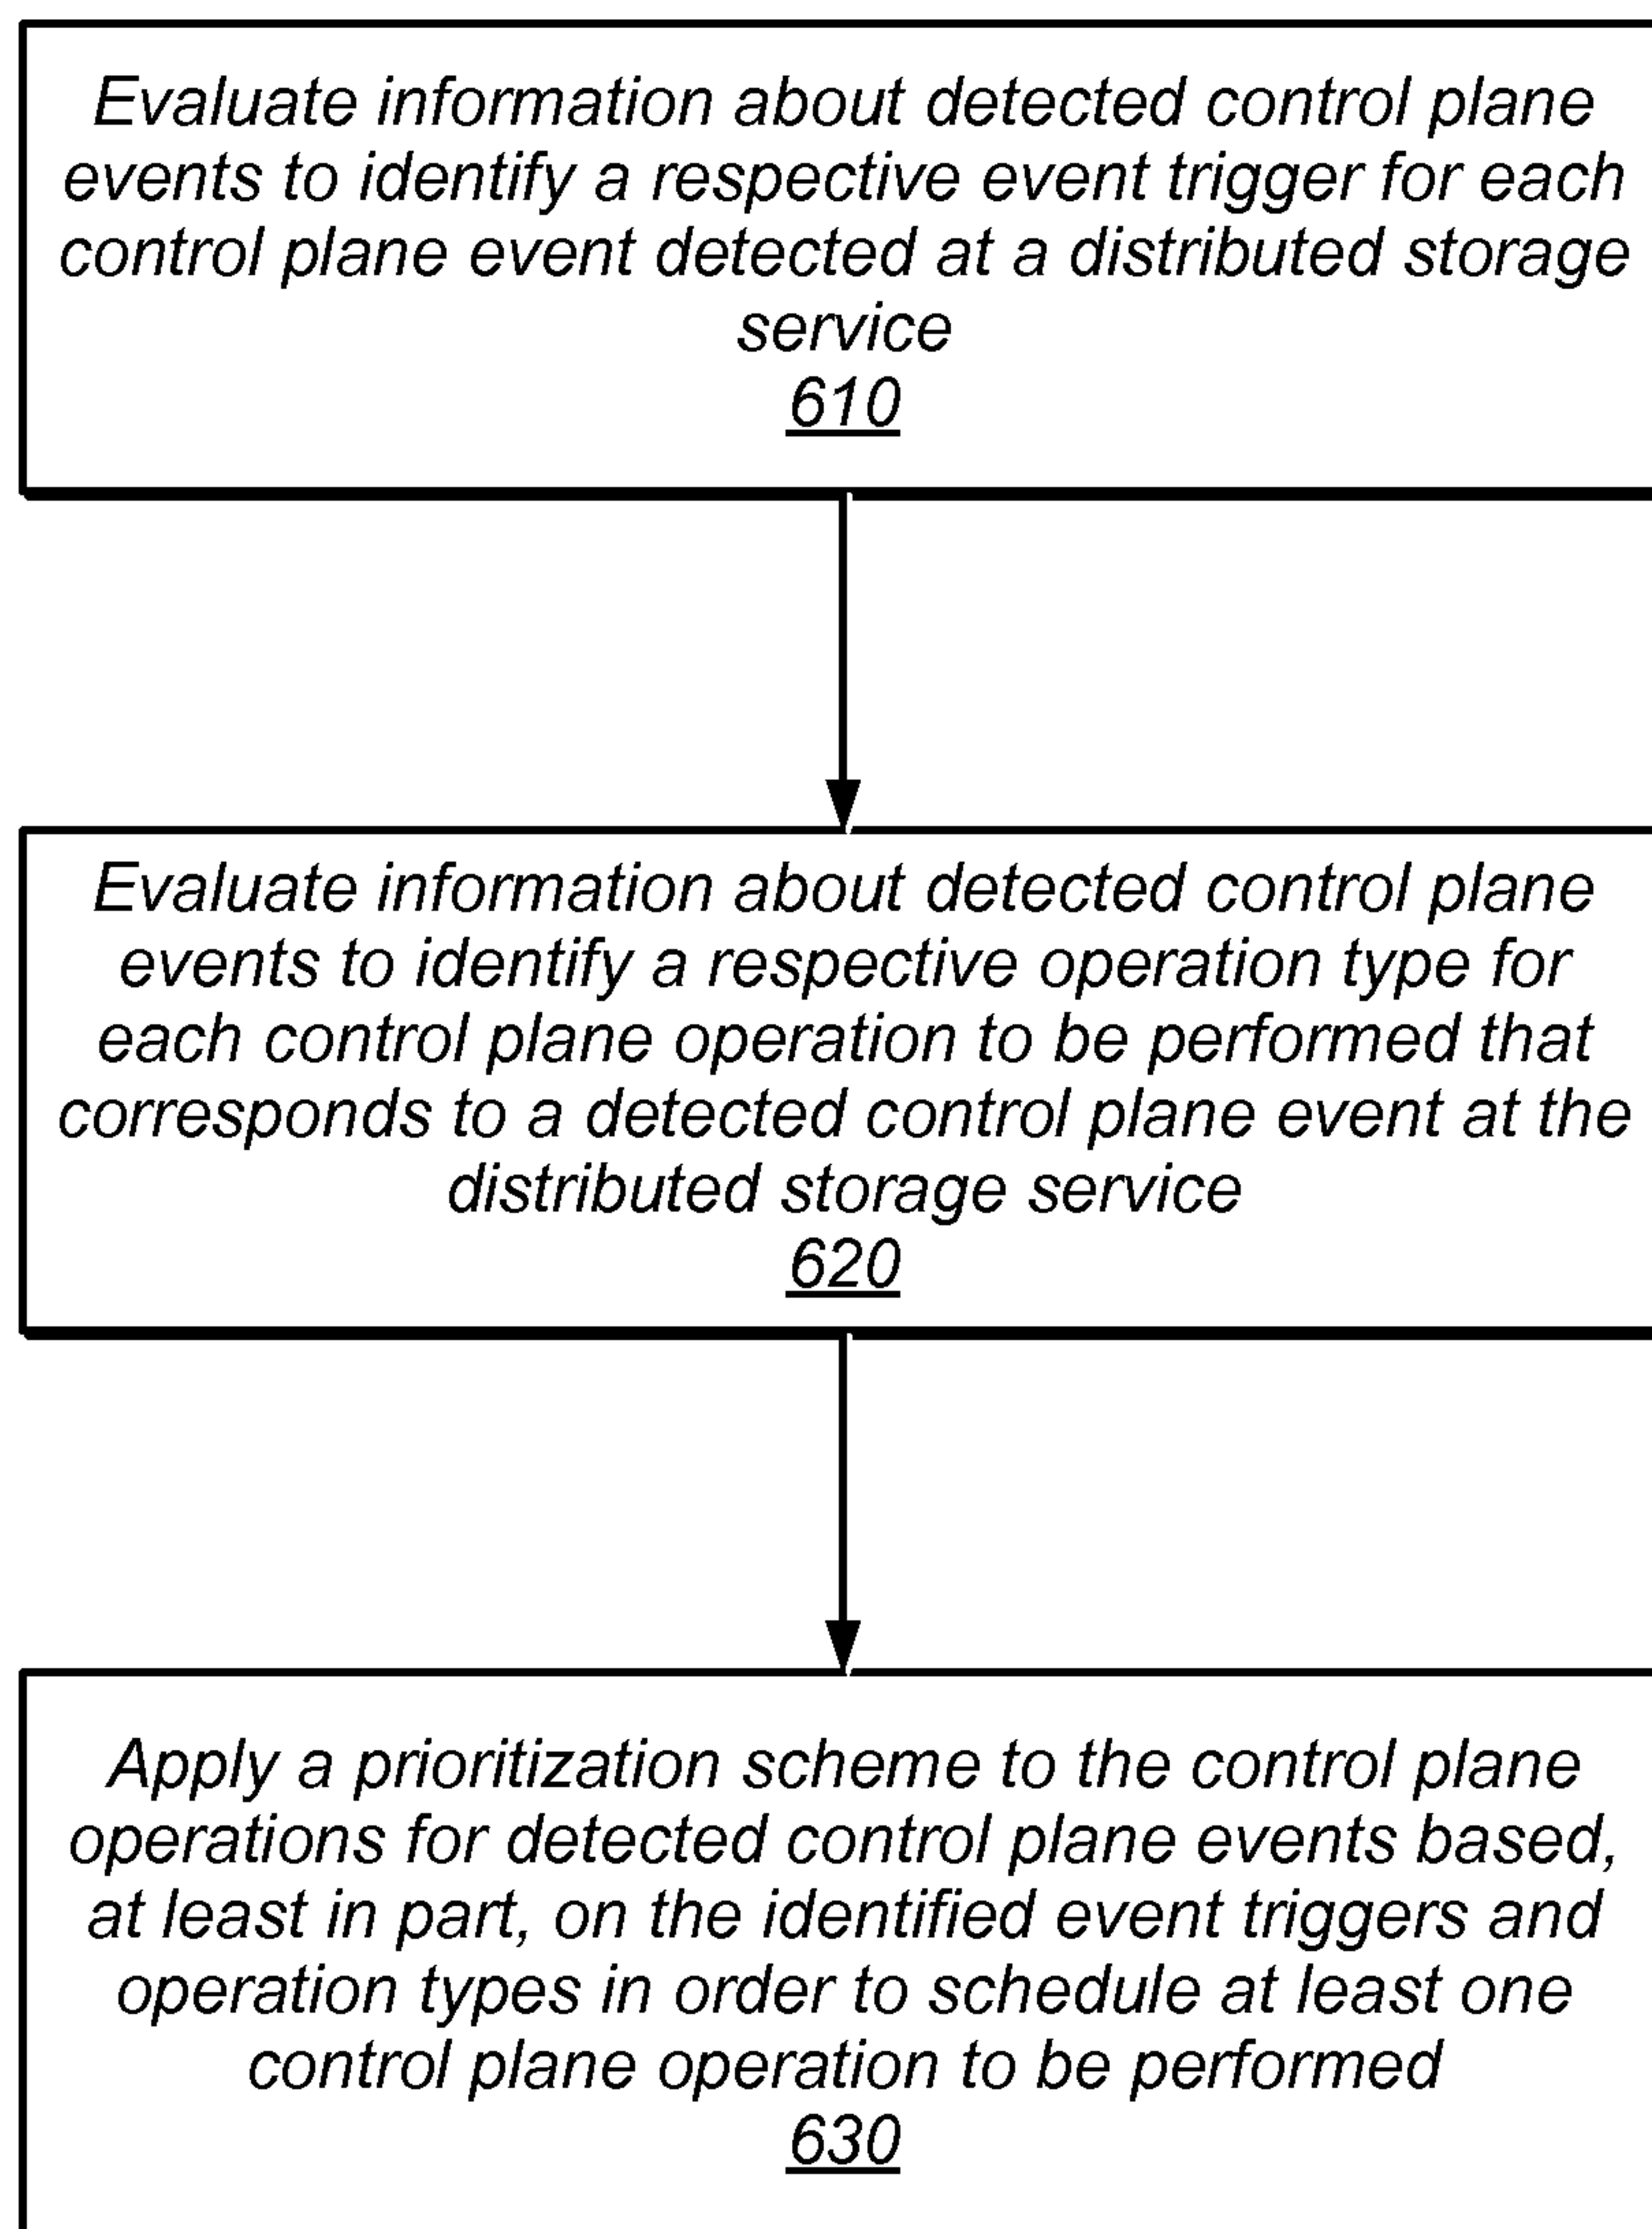 Evaluate information about detected control plane
events to identify a respective event trigger for each
control plane event detected at a distributed storage
service
610
Evaluate information about detected control plane
events to identify a respective operation type for
each control plane operation to be performed that
corresponds to a detected control plane event at the
distributed storage service
620
Apply a prioritization scheme to the control plane
operations for detected control plane events based,
at least in part, on the identified event triggers and
operation types in order to schedule at least one
control plane operation to be performed
630